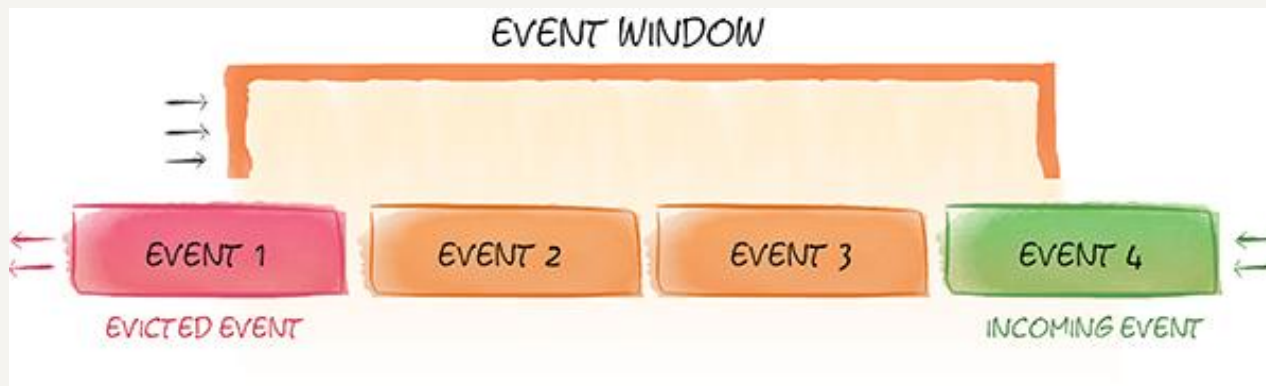 EVENT WINDOW
EVENT 1
EVENT 2
EVENT 3
EVENT 4
EVICTED EVENT
INCOMING EVENT